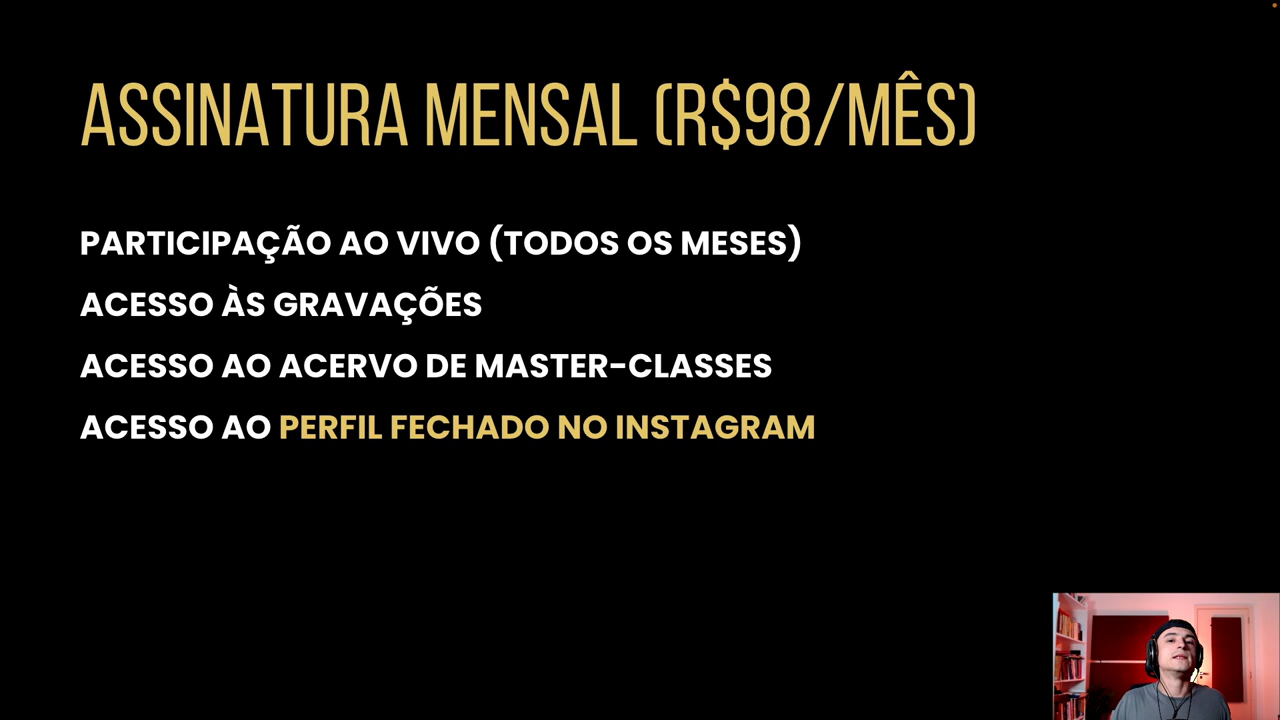 ASSINATURA MENSAL (R$98/MÊS)
PARTICIPAÇÃO AO VIVO (TODOS OS MESES)
ACESSO ÀS GRAVAÇÕES
ACESSO AO ACERVO DE MASTER-CLASSES
ACESSO AO PERFIL FECHADO NO INSTAGRAM